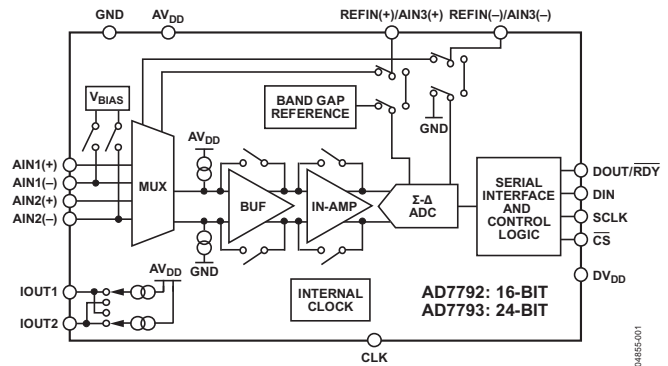 GND
AVDD
REFIN(+)/AIN3(+)
REFIN(–)/AIN3(–)
VBIAS
BAND GAP
REFERENCE
GND
AVDD
AIN1(+)
AIN1(–)
AIN2(+)
AIN2(–)
MUX
BUF
IN-AMP
Σ-Δ
ADC
SERIAL
INTERFACE
AND
CONTROL
LOGIC
DOUT/RDY
DIN
SCLK
CS
DVDD
GND
AVDD
IOUT1
IOUT2
INTERNAL
CLOCK
AD7792: 16-BIT
AD7793: 24-BIT
CLK
04855-001